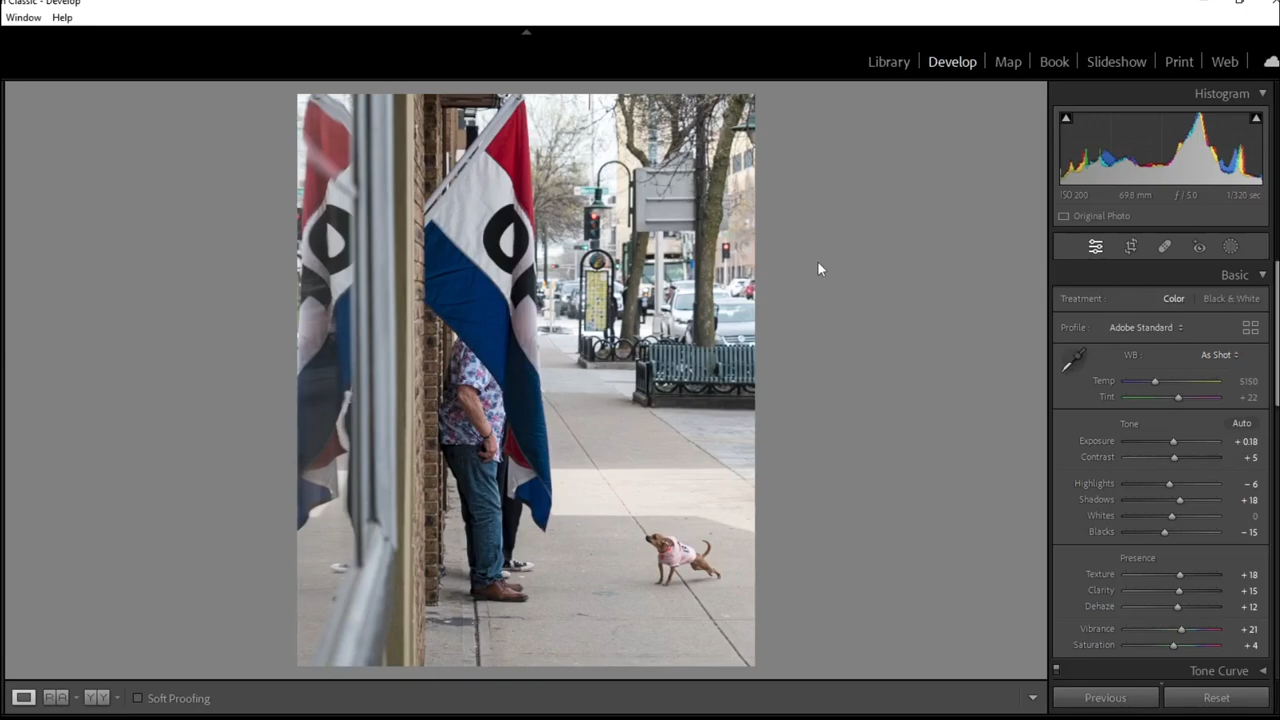 n Classic - Develop
Window Help
Library Develop Map Book Slideshow Print Web
Histogram
ISO 200 69.8 mm ƒ / 5.0 1/320 sec
Original Photo
Basic
Treatment : Color Black & White
Profile : Adobe Standard
WB : As Shot
Temp 5150
Tint + 22
Tone Auto
Exposure + 0.18
Contrast + 5
Highlights − 6
Shadows + 18
Whites 0
Blacks − 15
Presence
Texture + 18
Clarity + 15
Dehaze + 12
Vibrance + 21
Saturation + 4
Tone Curve
Soft Proofing
Previous Reset